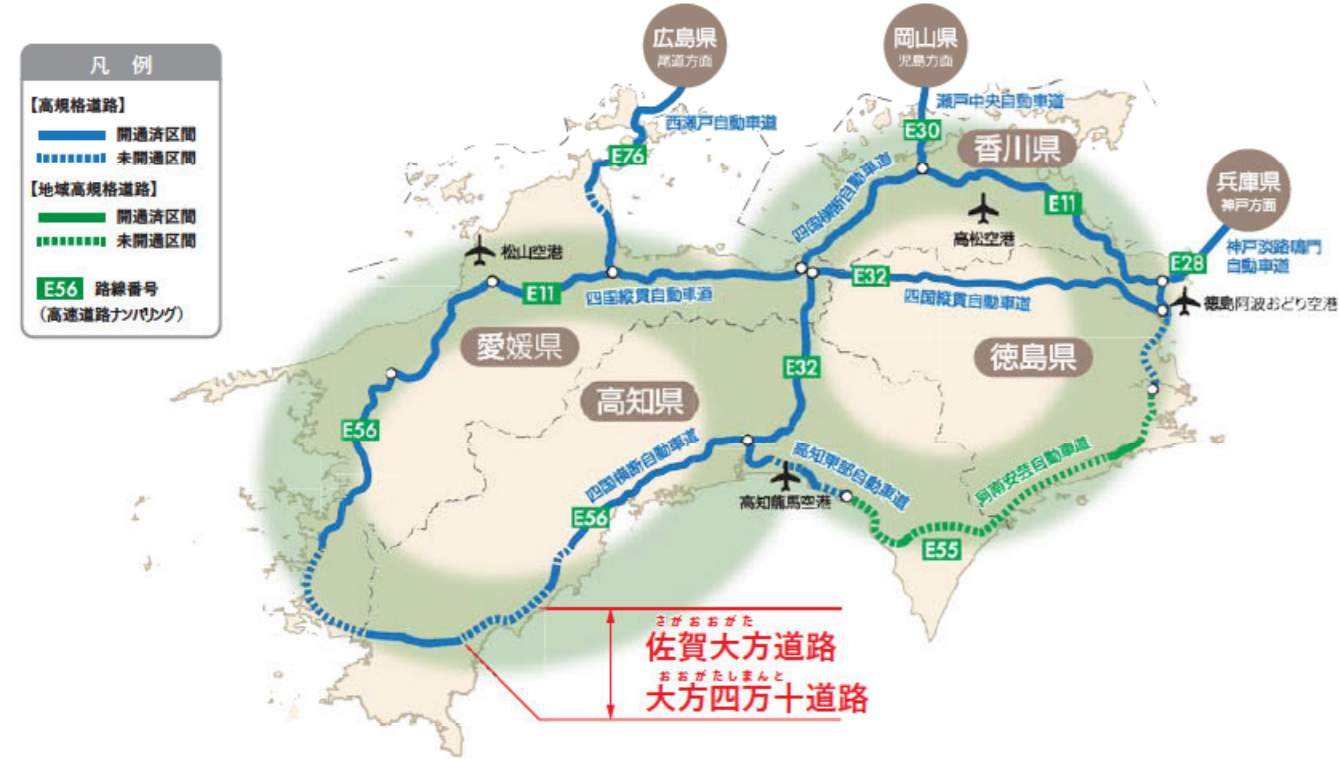 凡 例
【高規格道路】
開通済区間
未開通区間
【地域高規格道路】
開通済区間
未開通区間
E56 路線番号
(高速道路ナンバリング)
広島県
尾道方面
岡山県
児島方面
瀬戸中央自動車道
西瀬戸自動車道
E30
E76
香川県
兵庫県
神戸方面
四国横断自動車道
E11
高松空港
神戸淡路鳴門
自動車道
E28
松山空港
E11
四国縦貫自動車道
E32
四国縦貫自動車道
徳島阿波おどり空港
愛媛県
徳島県
E32
高知県
E56
四国横断自動車道
高知東部自動車道
阿南安芸自動車道
高知龍馬空港
E56
E55
さがおおがた
佐賀大方道路
おおがたしまんと
大方四万十道路